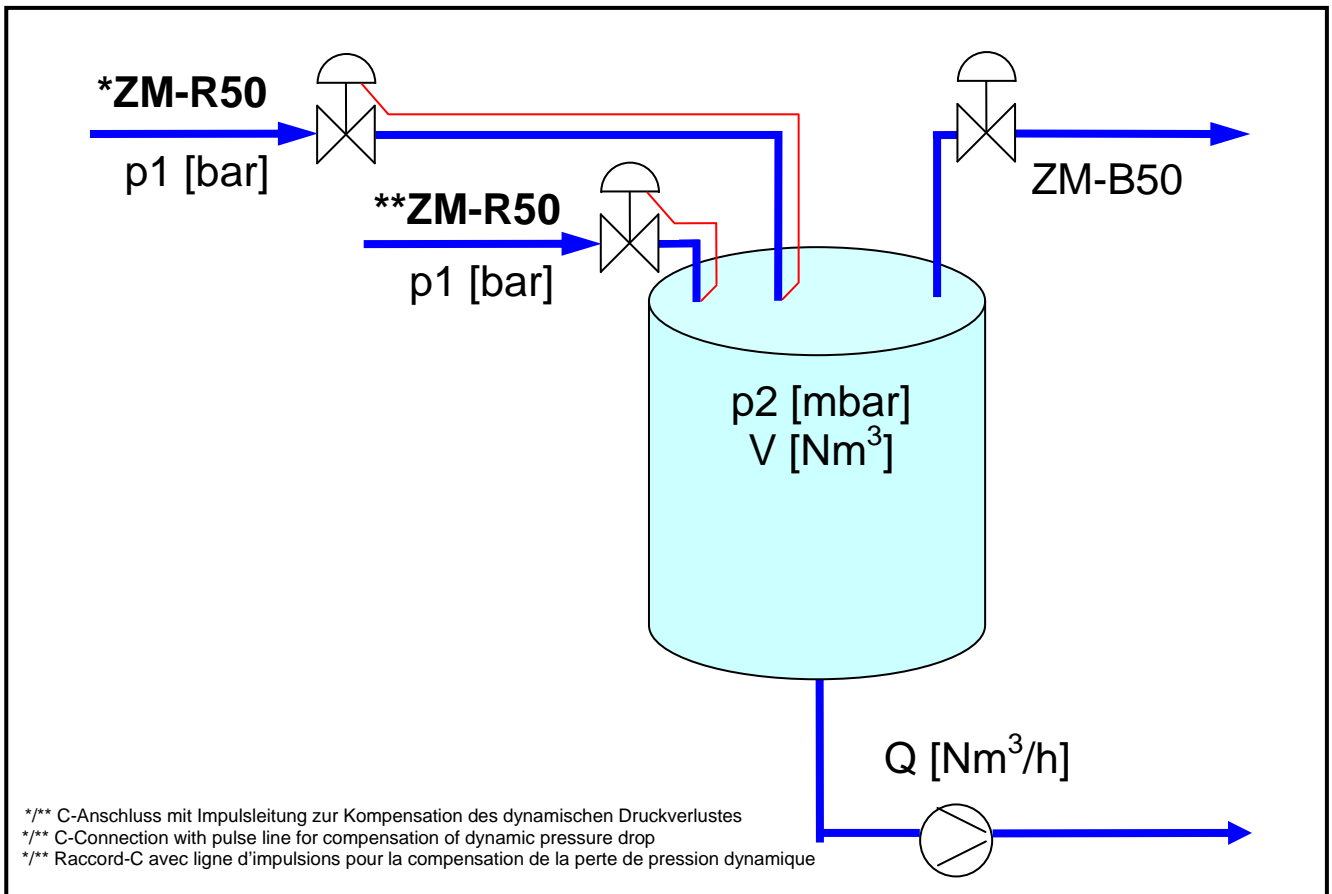 *ZM-R50
p1 [bar]
**ZM-R50
p1 [bar]
ZM-B50
p2 [mbar]
V [Nm³]
Q [Nm³/h]
*/** C-Anschluss mit Impulsleitung zur Kompensation des dynamischen Druckverlustes
*/** C-Connection with pulse line for compensation of dynamic pressure drop
*/** Raccord-C avec ligne d'impulsions pour la compensation de la perte de pression dynamique